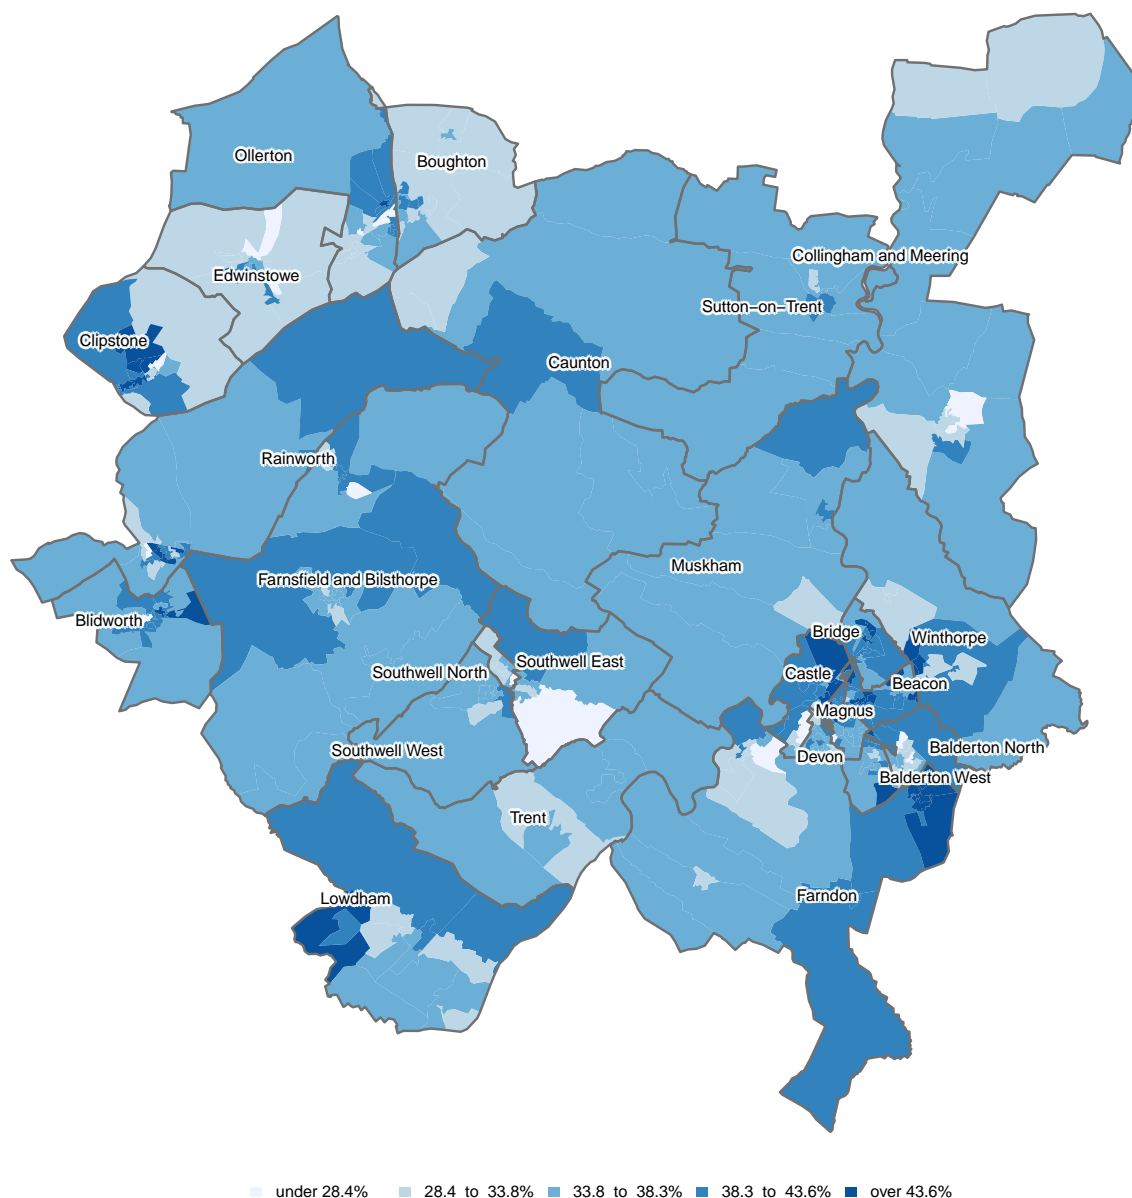 Ollerton
Boughton
Collingham and Meering
Edwinstowe
Sutton−on−Trent
Clipstone
Caunton
Rainworth
Muskham
Farnsfield and Bilsthorpe
Blidworth
Bridge
Winthorpe
Southwell East
Southwell North
Castle
Beacon
Magnus
Balderton North
Southwell West
Devon
Balderton West
Trent
Farndon
Lowdham
under 28.4%
28.4 to 33.8%
33.8 to 38.3%
38.3 to 43.6%
over 43.6%